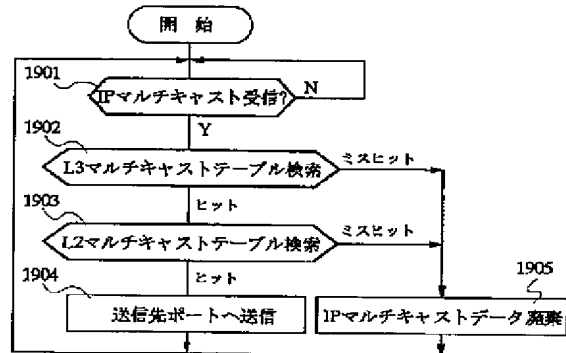 開始
1901
IPマルチキャスト受信?
N
Y
1902
L3マルチキャストテーブル検索
ミスヒット
ヒット
1903
L2マルチキャストテーブル検索
ミスヒット
ヒット
1904
送信先ポートへ送信
1905
IPマルチキャストデータ廃棄